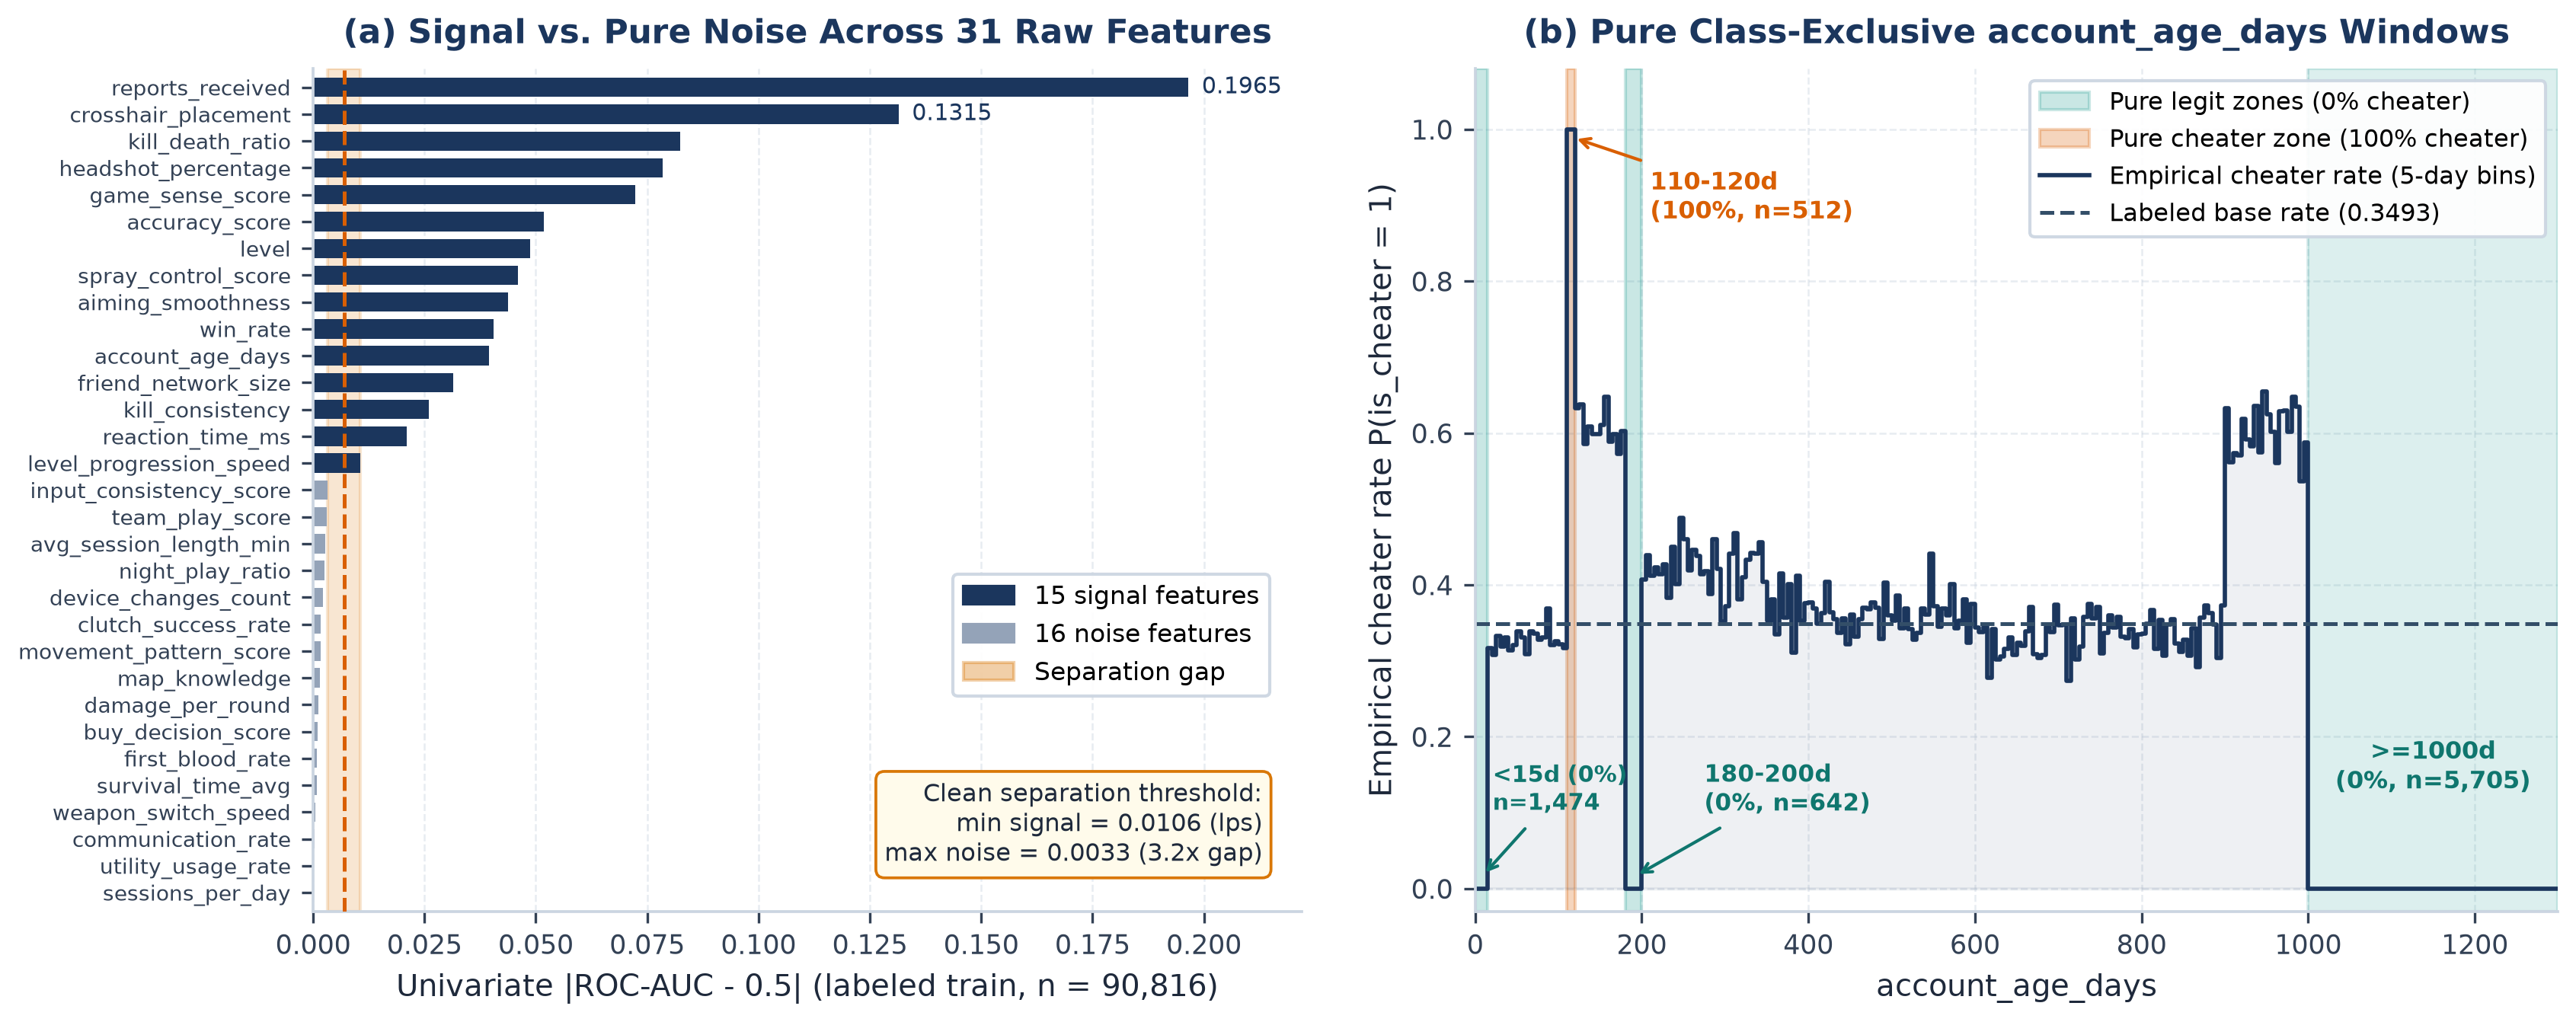 (a) Signal vs. Pure Noise Across 31 Raw Features
reports_received
crosshair_placement
kill_death_ratio
headshot_percentage
game_sense_score
accuracy_score
level
spray_control_score
aiming_smoothness
win_rate
account_age_days
friend_network_size
kill_consistency
reaction_time_ms
level_progression_speed
input_consistency_score
team_play_score
avg_session_length_min
night_play_ratio
device_changes_count
clutch_success_rate
movement_pattern_score
map_knowledge
damage_per_round
buy_decision_score
first_blood_rate
survival_time_avg
weapon_switch_speed
communication_rate
utility_usage_rate
sessions_per_day
0.1965
0.1315
15 signal features
16 noise features
Separation gap
Clean separation threshold:
min signal = 0.0106 (lps)
max noise = 0.0033 (3.2x gap)
0.000 0.025 0.050 0.075 0.100 0.125 0.150 0.175 0.200
Univariate |ROC-AUC - 0.5| (labeled train, n = 90,816)
(b) Pure Class-Exclusive account_age_days Windows
Empirical cheater rate P(is_cheater = 1)
1.0
0.8
0.6
0.4
0.2
0.0
Pure legit zones (0% cheater)
Pure cheater zone (100% cheater)
Empirical cheater rate (5-day bins)
Labeled base rate (0.3493)
110-120d
(100%, n=512)
<15d (0%)
n=1,474
180-200d
(0%, n=642)
>=1000d
(0%, n=5,705)
0 200 400 600 800 1000 1200
account_age_days